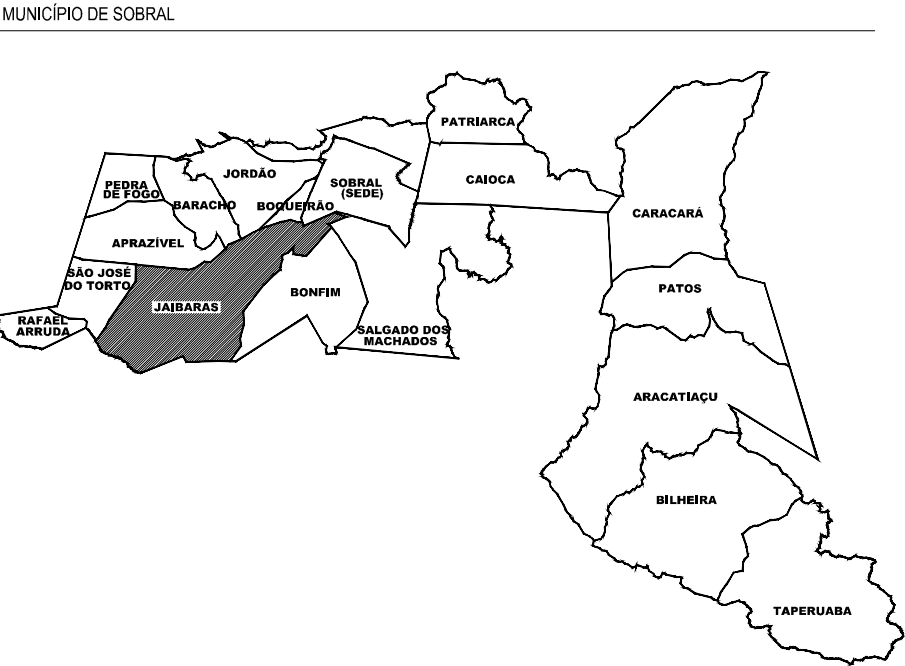 MUNICÍPIO DE SOBRAL
PATRIARCA
CAIOCA
JORDÃO
SOBRAL
(SEDE)
PEDRA
DE FOGO
BARACHO
BOQUEIRÃO
CARACARÁ
APRAZÍVEL
SÃO JOSÉ
DO TORTO
JAIBARAS
BONFIM
PATOS
RAFAEL
ARRUDA
SALGADO DOS
MACHADOS
ARACATIAÇU
BILHEIRA
TAPERUABA